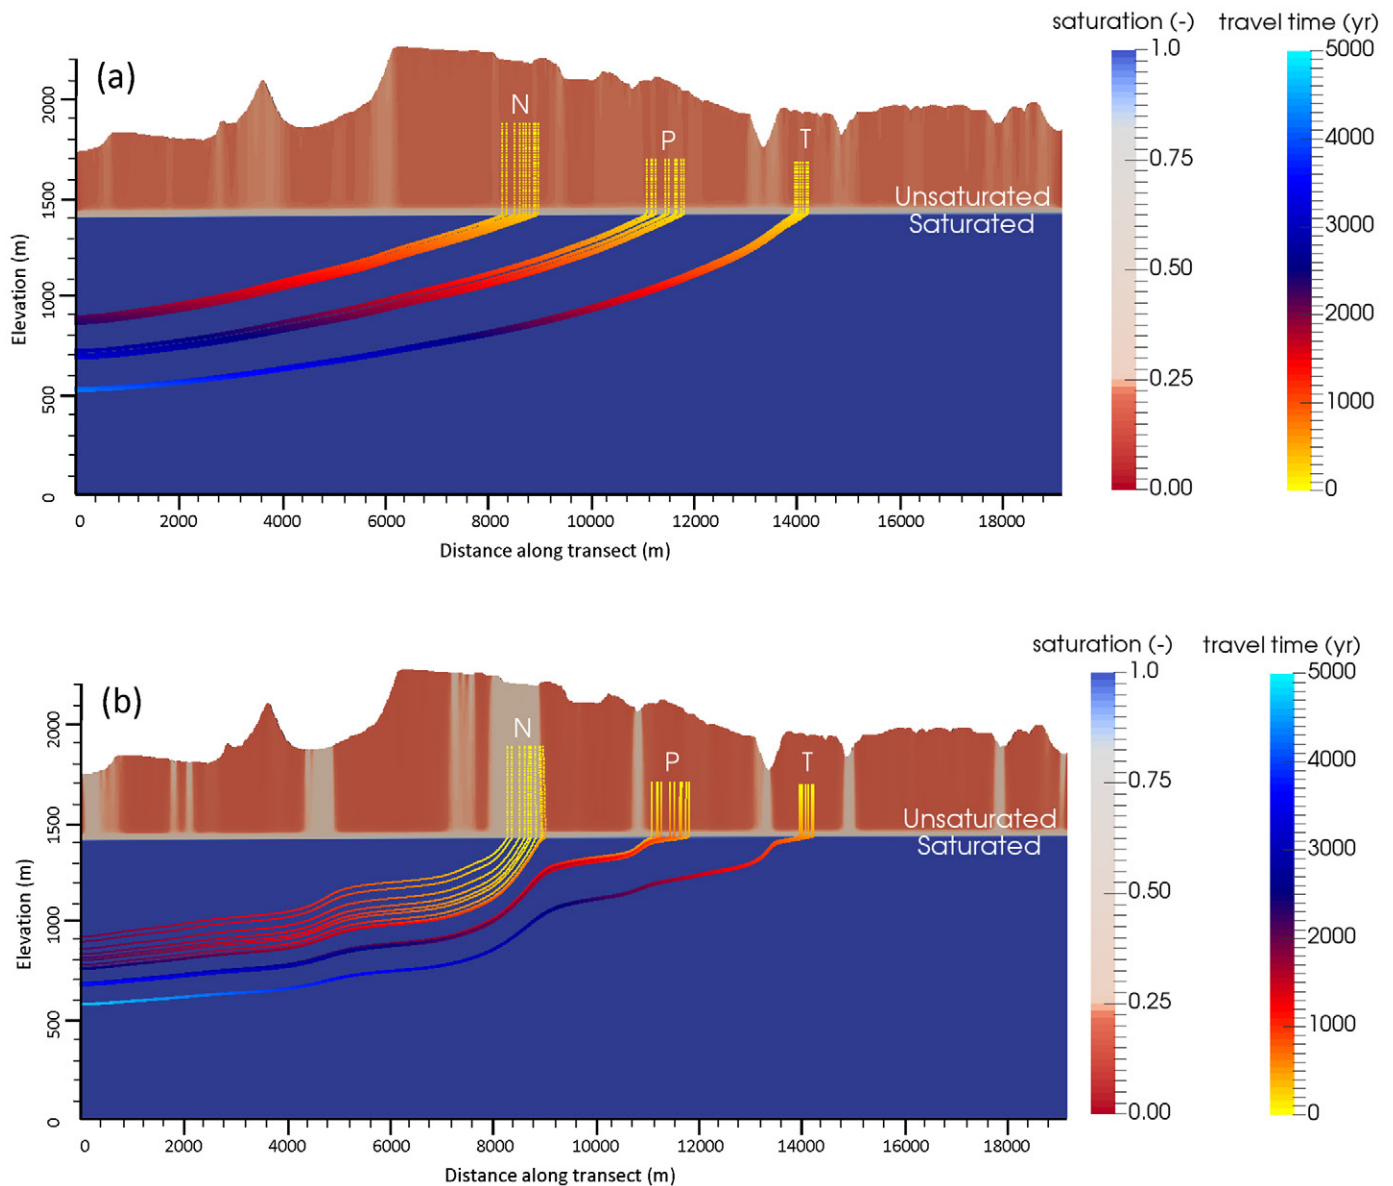 saturation (-) travel time (yr)
(a)
1.0 5000
2000
N
4000
P T
0.75
1500
Unsaturated
Saturated
3000
Elevation (m)
0.50
1000
2000
500
0.25
1000
0
0.00 0
0 2000 4000 6000 8000 10000 12000 14000 16000 18000
Distance along transect (m)
saturation (-) travel time (yr)
(b)
1.0 5000
2000
N
4000
P T
0.75
1500
Unsaturated
Saturated
3000
Elevation (m)
0.50
1000
2000
500
0.25
1000
0
0.00 0
0 2000 4000 6000 8000 10000 12000 14000 16000 18000
Distance along transect (m)